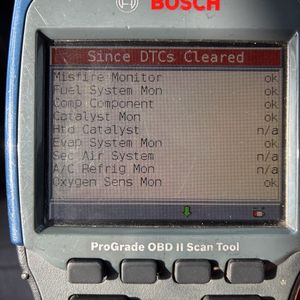 BOSCH
Since DTCs Cleared
Misfire Monitor ok
Fuel System Mon ok
Comp Component ok
Catalyst Mon ok
Htd Catalyst n/a
Evap System Mon ok
Sec Air System n/a
A/C Refrig Mon n/a
Oxygen Sens Mon ok
ProGrade OBD II Scan Tool